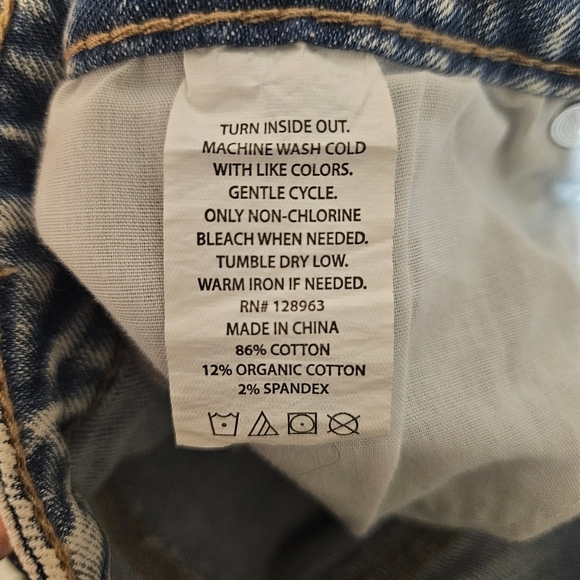 TURN INSIDE OUT.
MACHINE WASH COLD
WITH LIKE COLORS.
GENTLE CYCLE.
ONLY NON-CHLORINE
BLEACH WHEN NEEDED.
TUMBLE DRY LOW.
WARM IRON IF NEEDED.
RN# 128963
MADE IN CHINA
86% COTTON
12% ORGANIC COTTON
2% SPANDEX